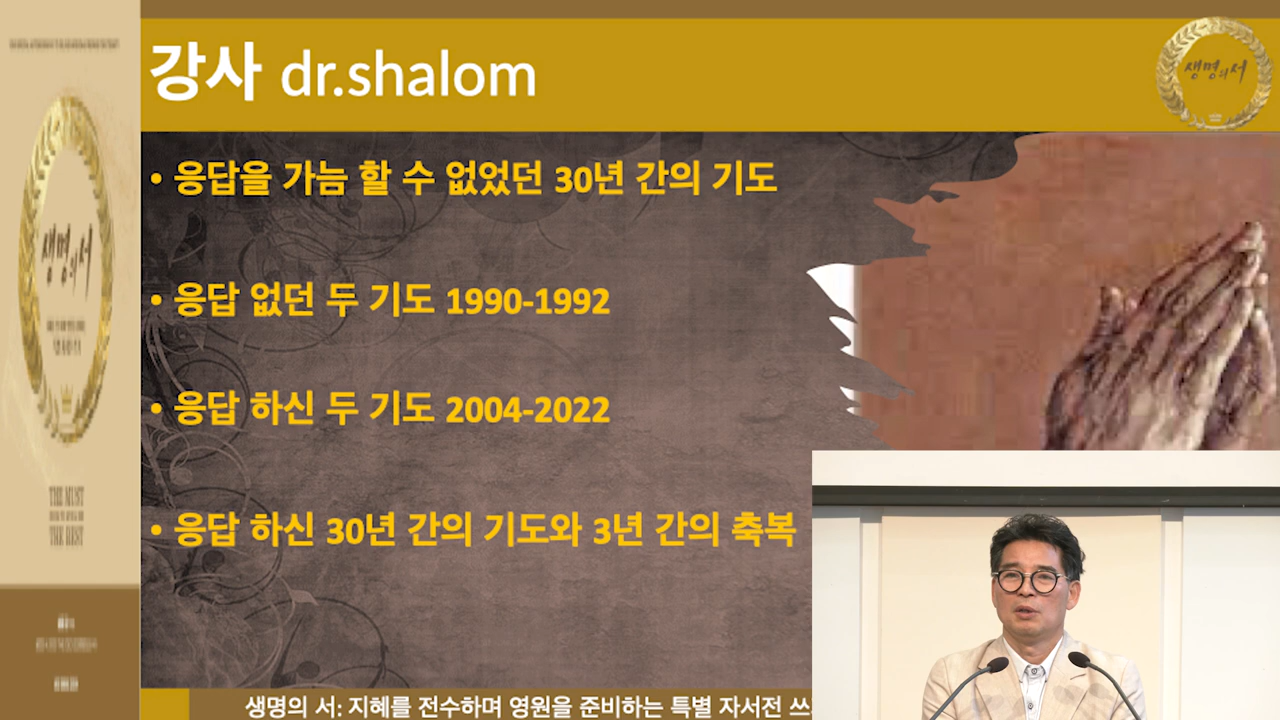 강사 dr.shalom
생명의서
• 응답을 가늠 할 수 없었던 30년 간의 기도
• 응답 없던 두 기도 1990-1992
• 응답 하신 두 기도 2004-2022
• 응답 하신 30년 간의 기도와 3년 간의 축복
생명의서
THE MUST
THE BEST
생명의 서: 지혜를 전수하며 영원을 준비하는 특별 자서전 쓰